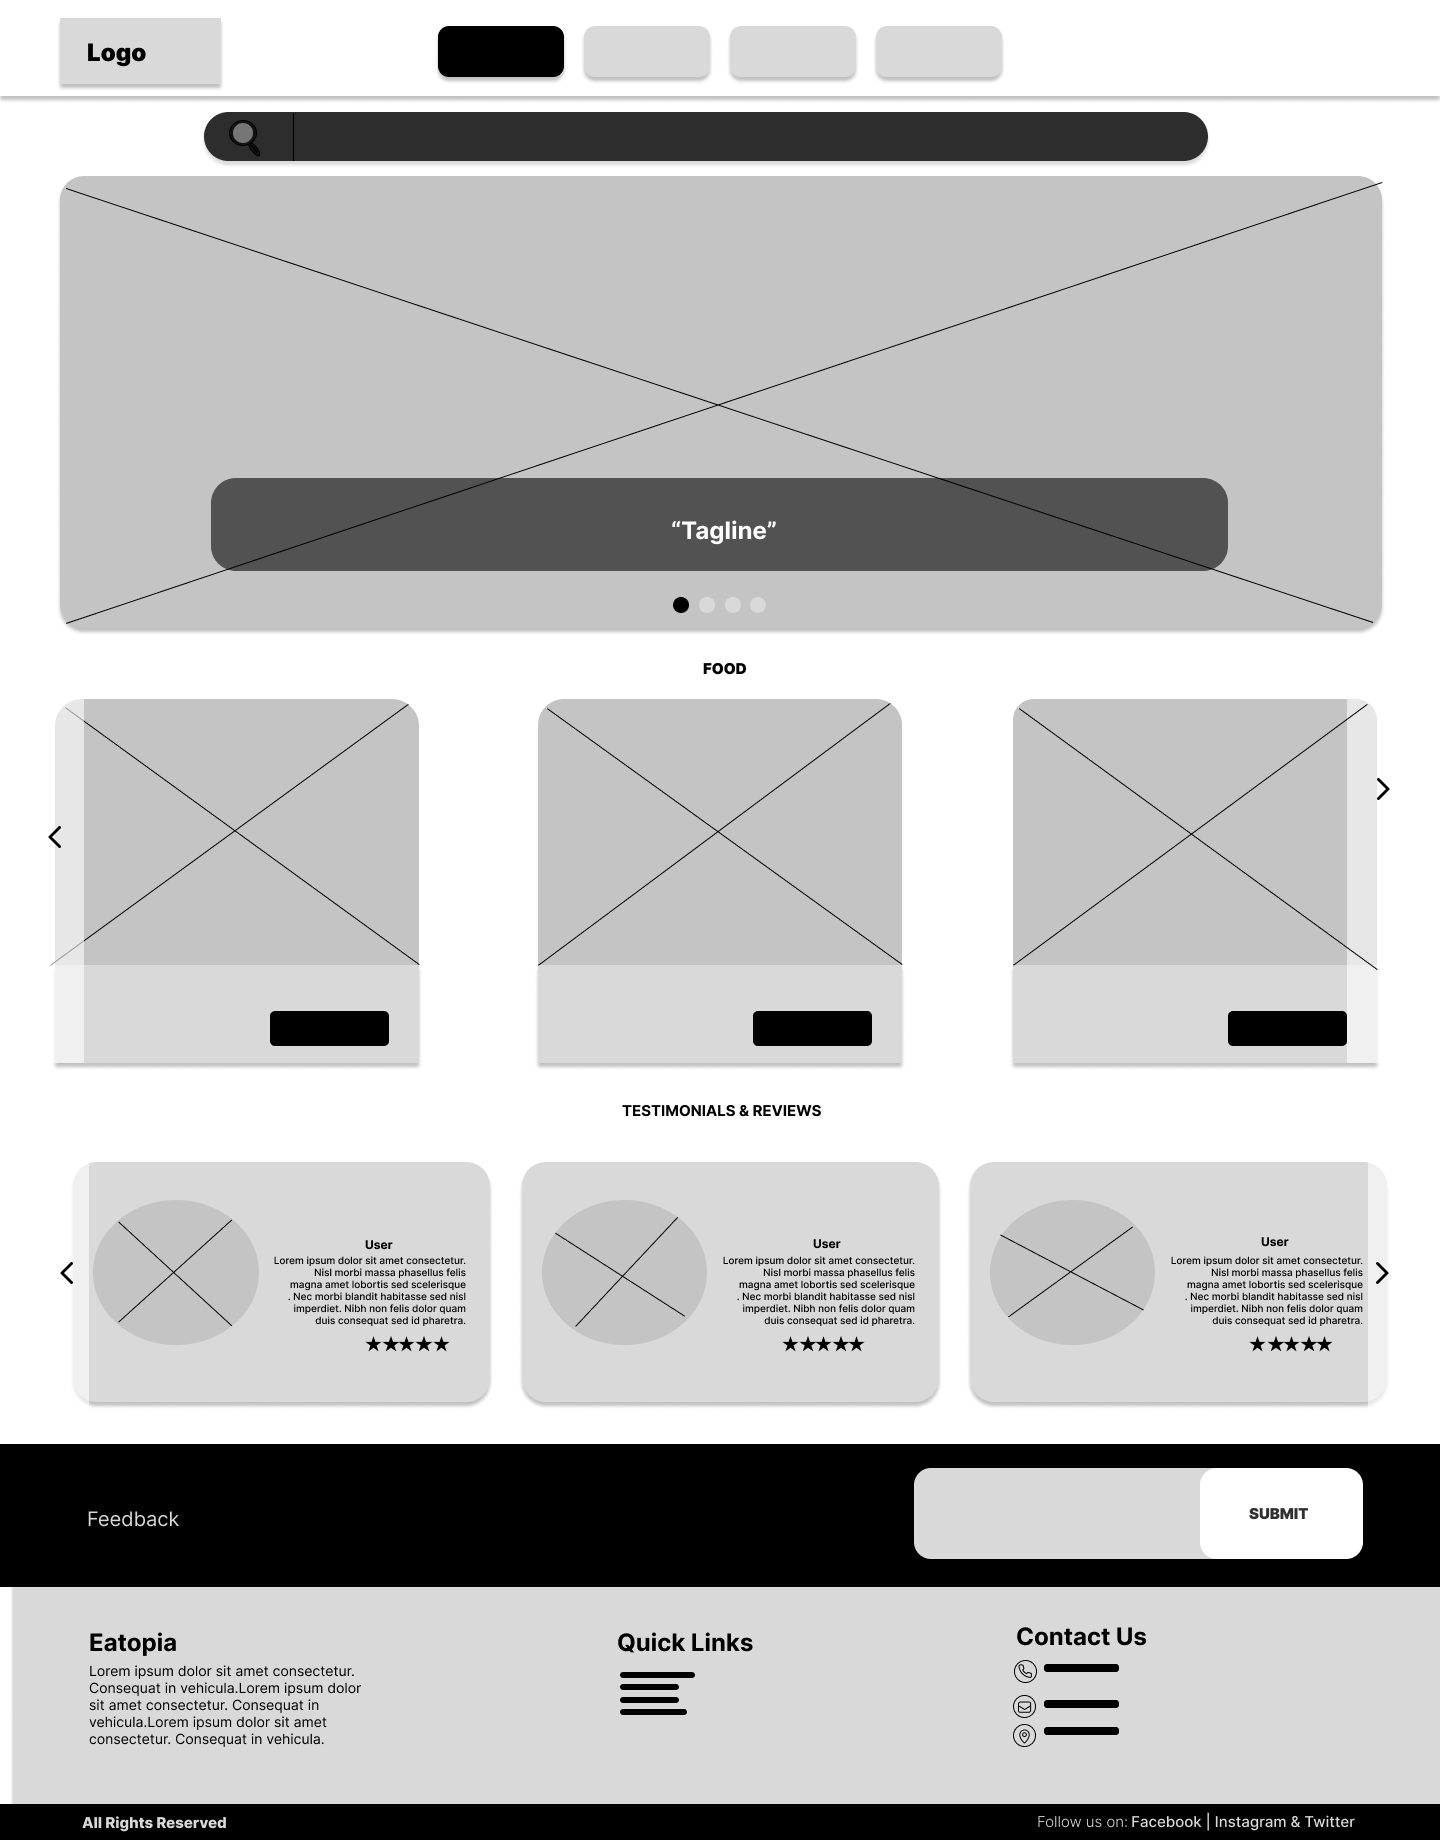 Logo
“Tagline”
FOOD
TESTIMONIALS & REVIEWS
User
Lorem ipsum dolor sit amet consectetur.
Nisl morbi massa phasellus felis
magna amet lobortis sed scelerisque
. Nec morbi blandit habitasse sed nisl
imperdiet. Nibh non felis dolor quam
duis consequat sed id pharetra.
User
Lorem ipsum dolor sit amet consectetur.
Nisl morbi massa phasellus felis
magna amet lobortis sed scelerisque
. Nec morbi blandit habitasse sed nisl
imperdiet. Nibh non felis dolor quam
duis consequat sed id pharetra.
User
Lorem ipsum dolor sit amet consectetur.
Nisl morbi massa phasellus felis
magna amet lobortis sed scelerisque
. Nec morbi blandit habitasse sed nisl
imperdiet. Nibh non felis dolor quam
duis consequat sed id pharetra.
Feedback
SUBMIT
Eatopia
Lorem ipsum dolor sit amet consectetur.
Consequat in vehicula.Lorem ipsum dolor
sit amet consectetur. Consequat in
vehicula.Lorem ipsum dolor sit amet
consectetur. Consequat in vehicula.
Quick Links
Contact Us
All Rights Reserved
Follow us on: Facebook | Instagram & Twitter